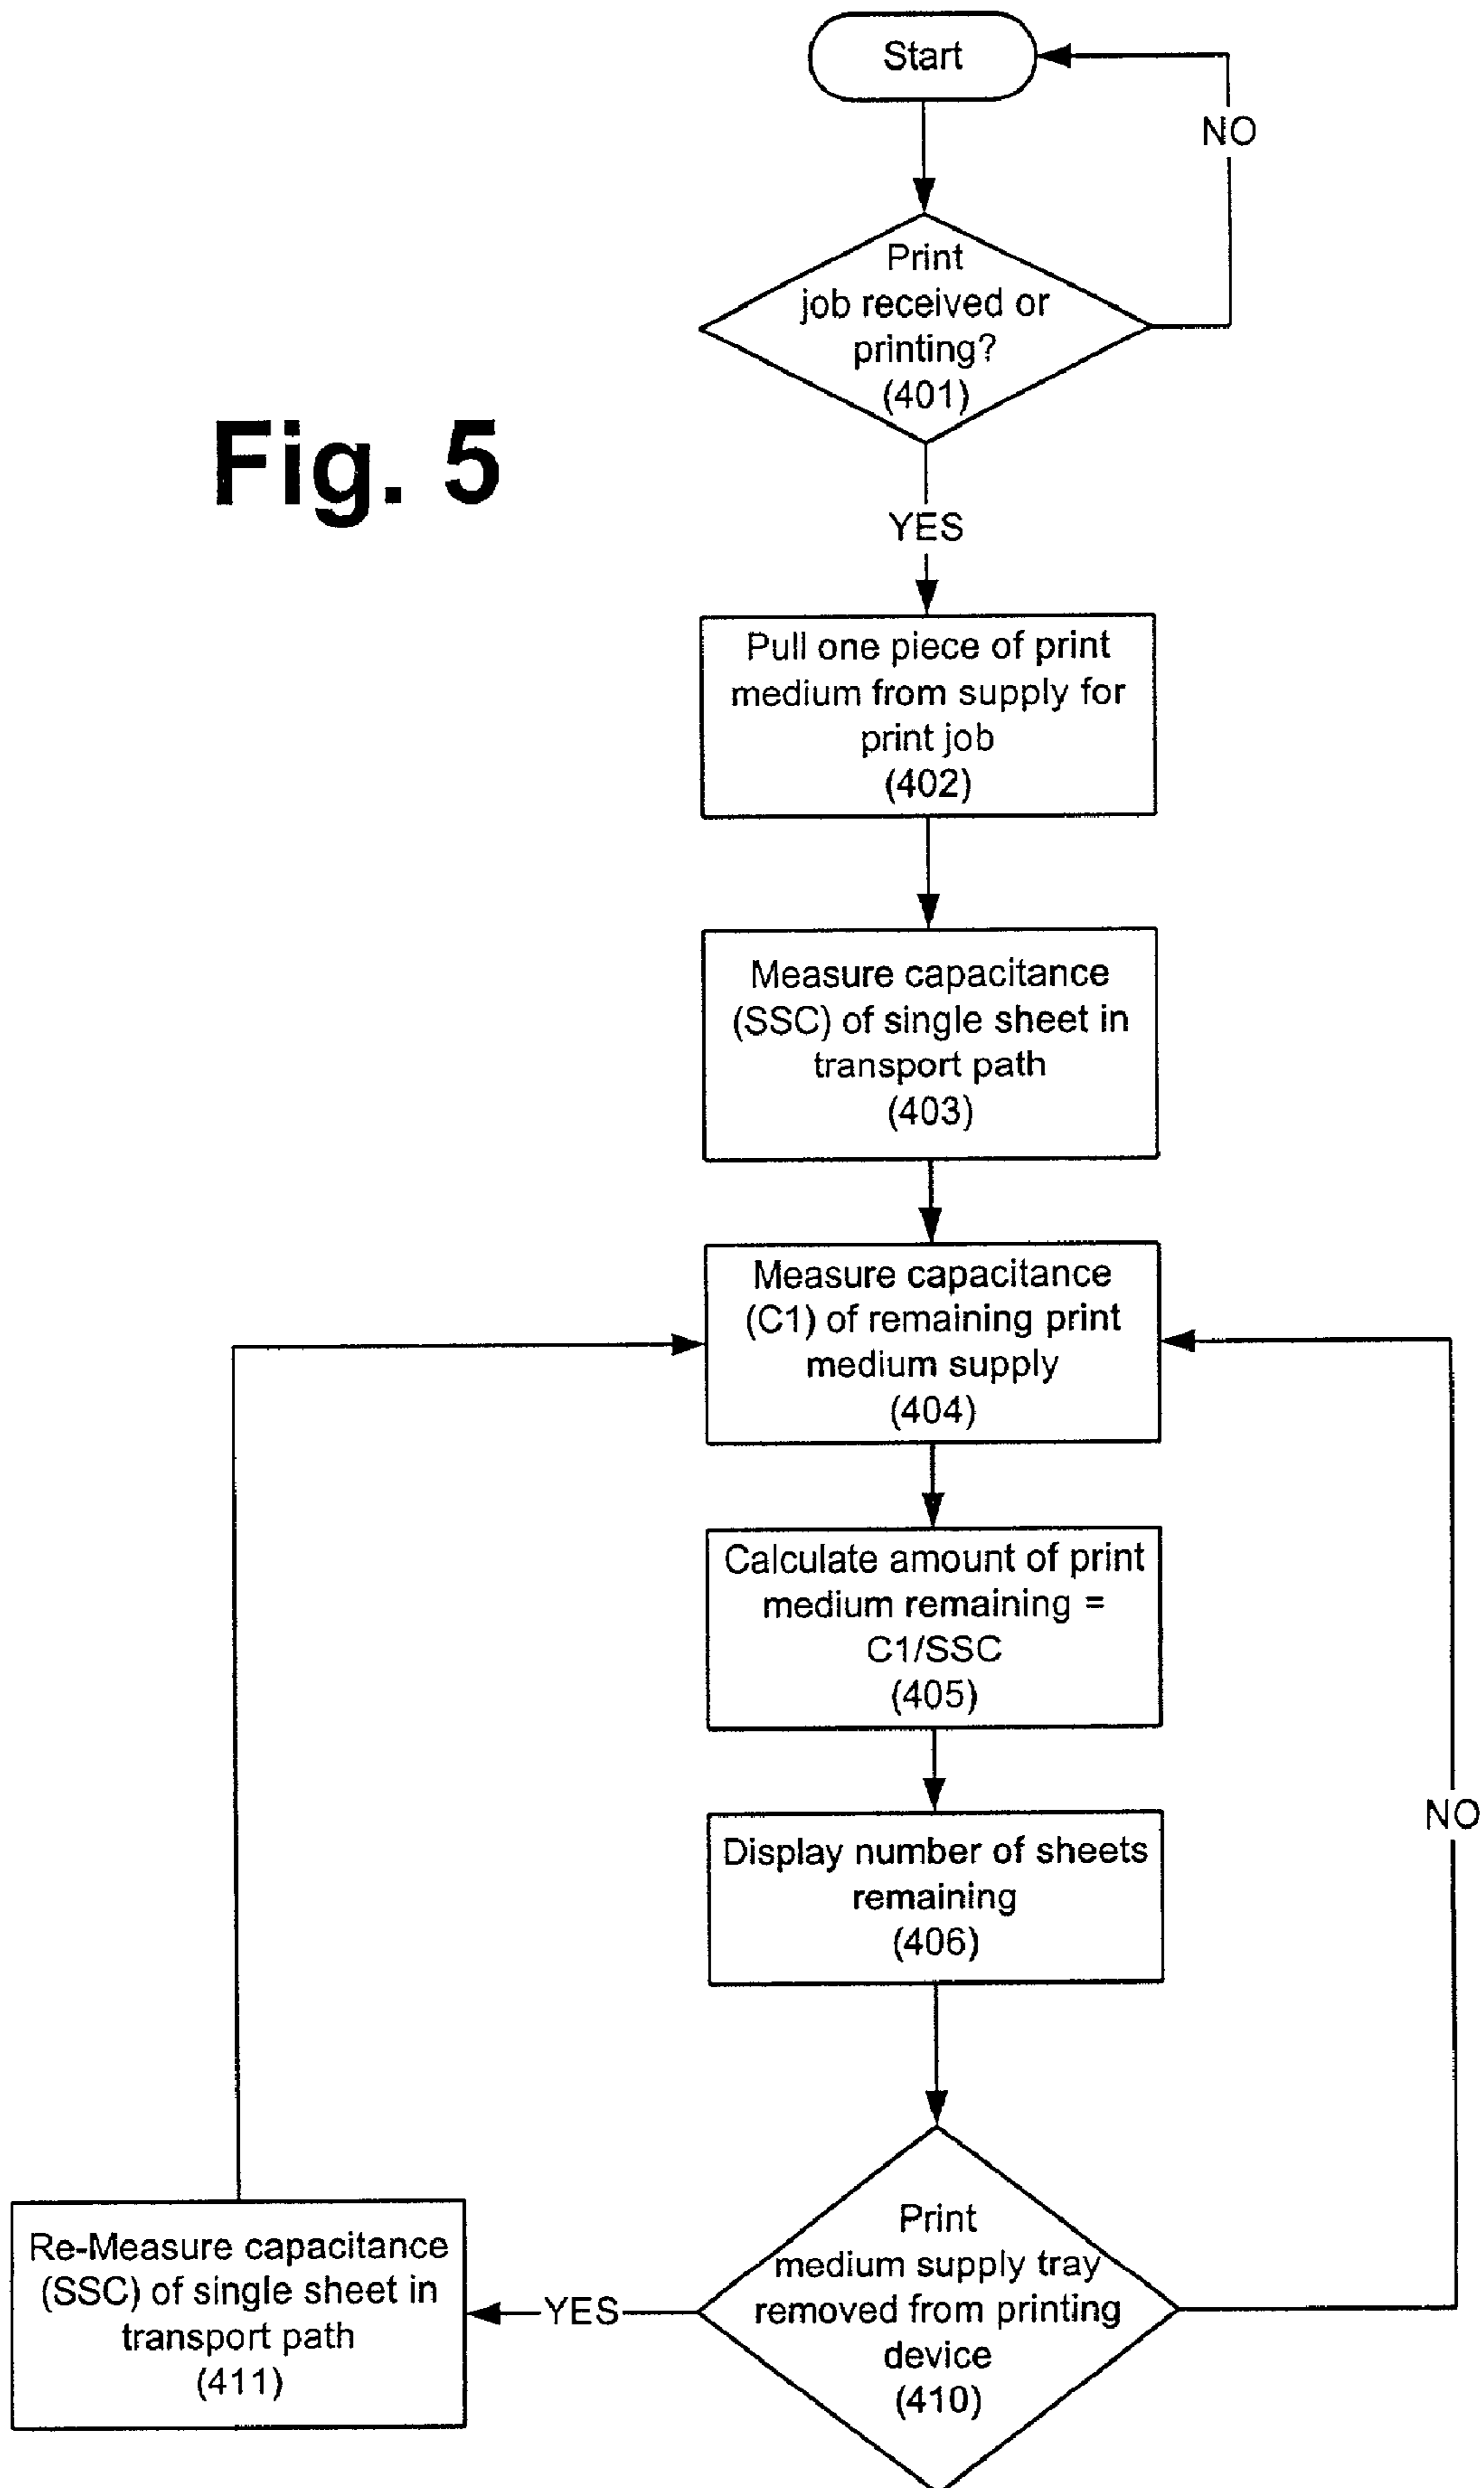 Start
NO
Print
job received or
printing?
(401)
Fig. 5
YES
Pull one piece of print
medium from supply for
print job
(402)
Measure capacitance
(SSC) of single sheet in
transport path
(403)
Measure capacitance
(C1) of remaining print
medium supply
(404)
Calculate amount of print
medium remaining =
C1/SSC
(405)
Display number of sheets
remaining
(406)
NO
Print
medium supply tray
removed from printing
device
(410)
YES
Re-Measure capacitance
(SSC) of single sheet in
transport path
(411)